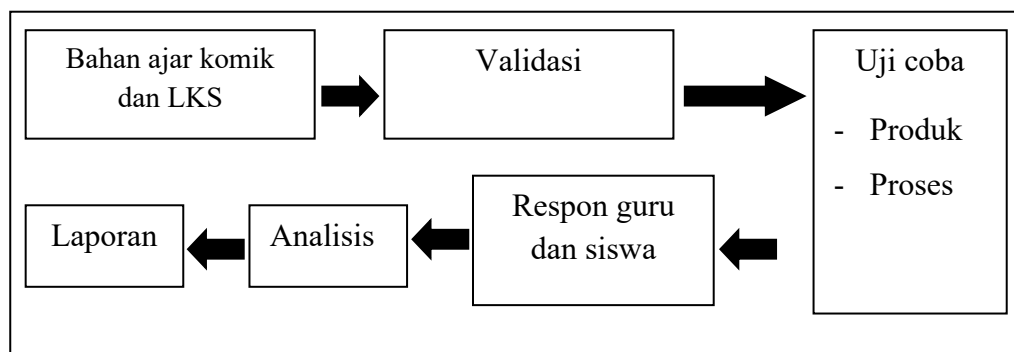 Bahan ajar komik
dan LKS
Validasi
Uji coba
- Produk
- Proses
Respon guru
dan siswa
Analisis
Laporan